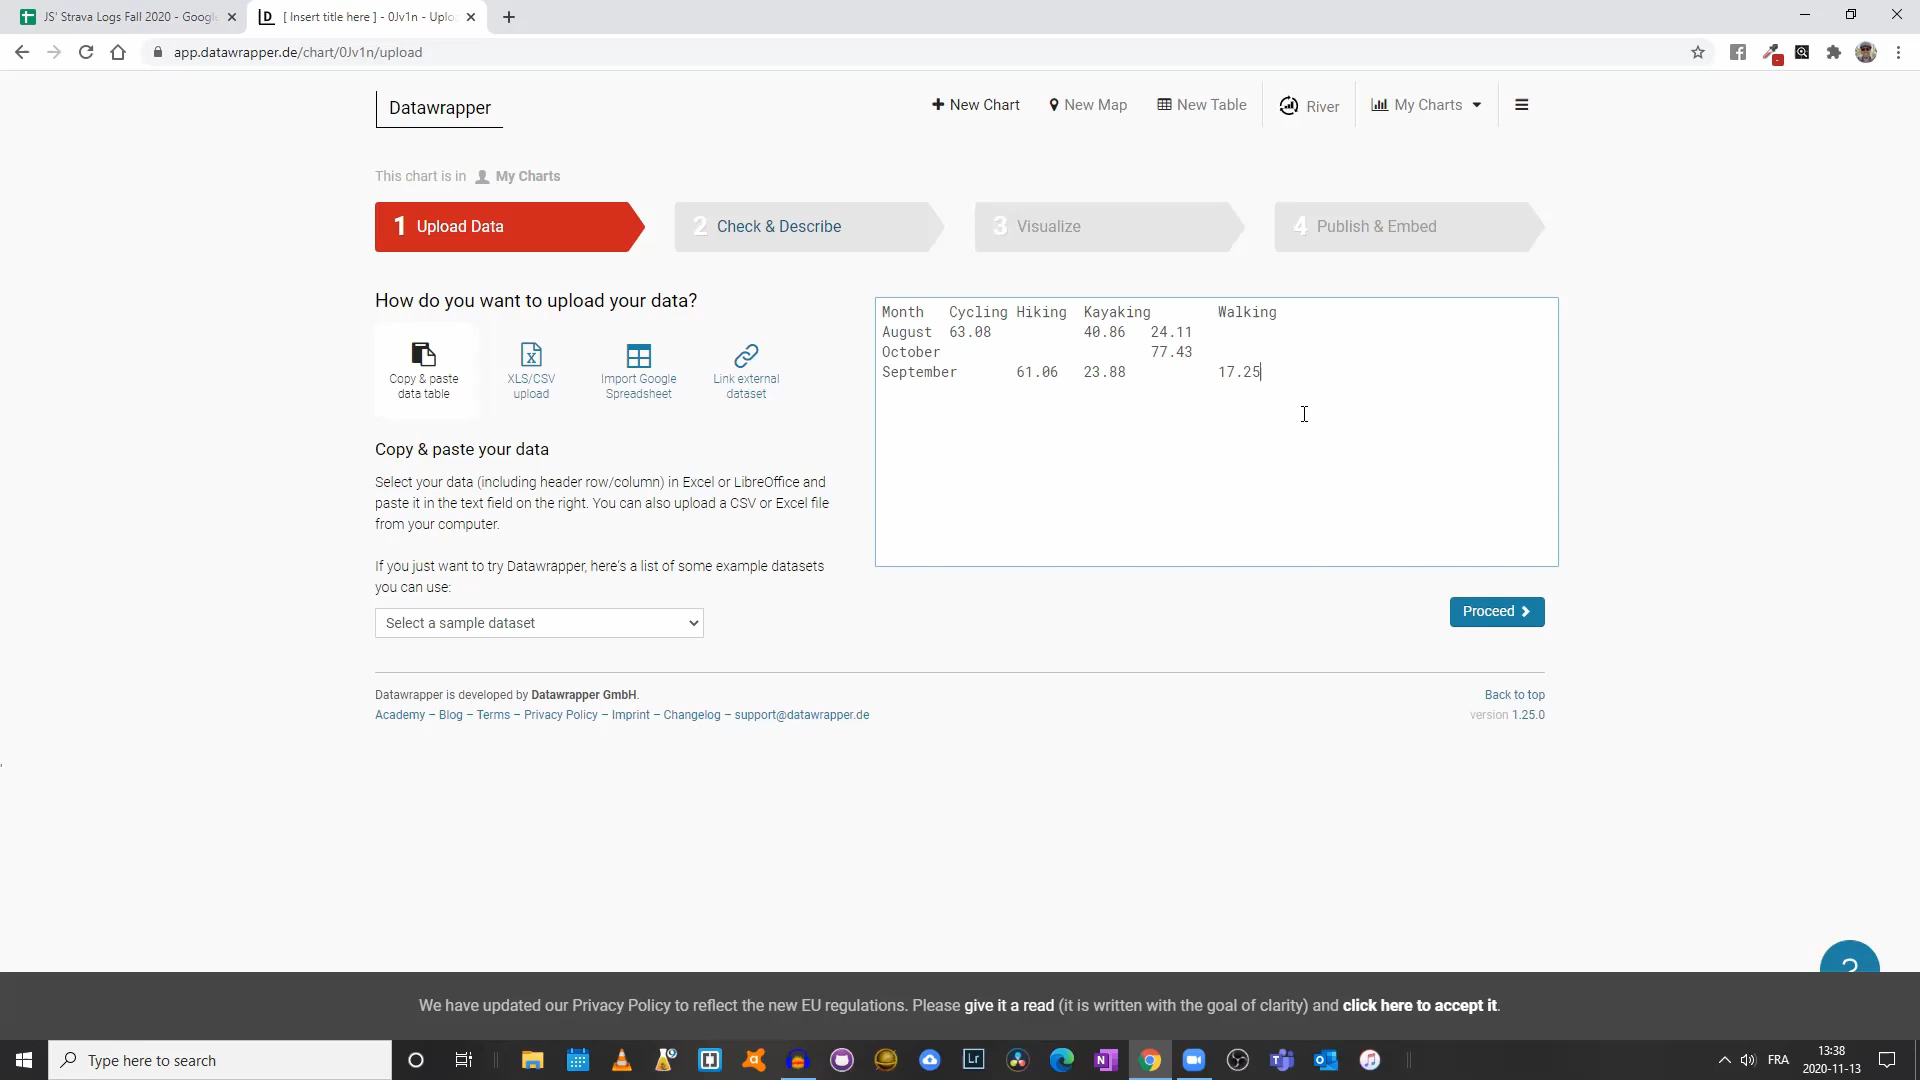 JS' Strava Logs Fall 2020 - Google
[ Insert title here ] - 0Jv1n - Uplo
app.datawrapper.de/chart/0Jv1n/upload
Datawrapper
New Chart
New Map
New Table
River
My Charts
This chart is in My Charts
1 Upload Data
2 Check & Describe
3 Visualize
4 Publish & Embed
How do you want to upload your data?
Copy & paste
data table
XLS/CSV
upload
Import Google
Spreadsheet
Link external
dataset
Copy & paste your data
Select your data (including header row/column) in Excel or LibreOffice and
paste it in the text field on the right. You can also upload a CSV or Excel file
from your computer.
If you just want to try Datawrapper, here's a list of some example datasets
you can use:
Select a sample dataset
Month Cycling Hiking Kayaking Walking
August 63.08 40.86 24.11
October 77.43
September 61.06 23.88 17.25
Proceed
Datawrapper is developed by Datawrapper GmbH.
Academy – Blog – Terms – Privacy Policy – Imprint – Changelog – support@datawrapper.de
Back to top
version 1.25.0
?
We have updated our Privacy Policy to reflect the new EU regulations. Please give it a read (it is written with the goal of clarity) and click here to accept it.
Type here to search
Lr
FRA
13:38
2020-11-13